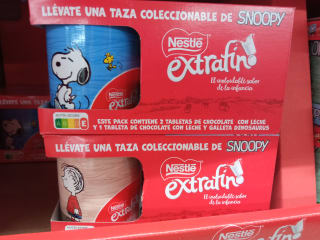 LLÉVATE UNA TAZA COLECCIONABLE DE SNOOPY
Nestlé
extrafino
El inolvidable sabor
de la infancia
ESTE PACK CONTIENE 2 TABLETAS DE CHOCOLATE CON LECHE
Y 1 TABLETA DE CHOCOLATE CON LECHE Y GALLETA DINOSAURUS
LLÉVATE UNA TAZA COLECCIONABLE DE SNOOPY
Nestlé
extrafino
El inolvidable sabor
de la infancia
Nestlé